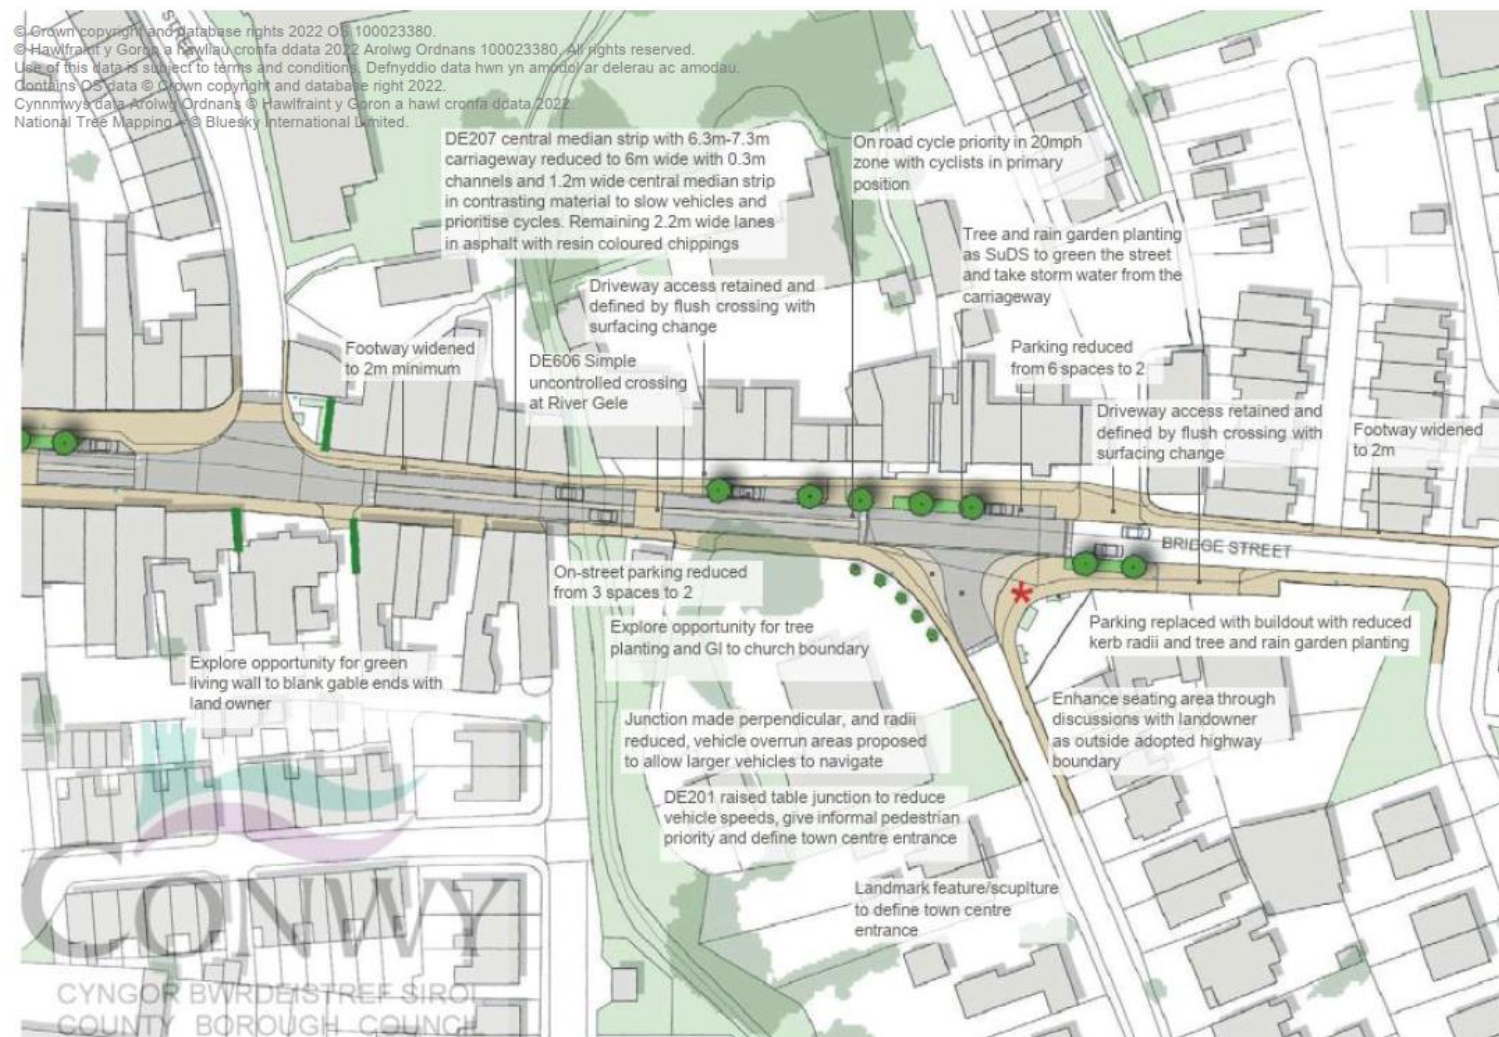 © Crown copyright and database rights 2022 OS 100023380.
© Hawlfraint y Goron a hawliau cronfa ddata 2022 Arolwg Ordnans 100023380. All rights reserved.
Use of this data is subject to terms and conditions. Defnyddio data hwn yn amodol ar delerau ac amodau.
Contains OS data © Crown copyright and database right 2022.
Cynnmwys data Arolwg Ordnans © Hawlfraint y Goron a hawl cronfa ddata 2022
National Tree Mapping - © Bluesky International Limited.
STREET
DE207 central median strip with 6.3m-7.3m
carriageway reduced to 6m wide with 0.3m
channels and 1.2m wide central median strip
in contrasting material to slow vehicles and
prioritise cycles. Remaining 2.2m wide lanes
in asphalt with resin coloured chippings
On road cycle priority in 20mph
zone with cyclists in primary
position
Tree and rain garden planting
as SuDS to green the street
and take storm water from the
carriageway
Driveway access retained and
defined by flush crossing with
surfacing change
Footway widened
to 2m minimum
DE606 Simple
uncontrolled crossing
at River Gele
Parking reduced
from 6 spaces to 2
Driveway access retained and
defined by flush crossing with
surfacing change
Footway widened
to 2m
BRIDGE STREET
On-street parking reduced
from 3 spaces to 2
Explore opportunity for tree
planting and GI to church boundary
Parking replaced with buildout with reduced
kerb radii and tree and rain garden planting
Explore opportunity for green
living wall to blank gable ends with
land owner
Enhance seating area through
discussions with landowner
as outside adopted highway
boundary
Junction made perpendicular, and radii
reduced, vehicle overrun areas proposed
to allow larger vehicles to navigate
DE201 raised table junction to reduce
vehicle speeds, give informal pedestrian
priority and define town centre entrance
Landmark feature/scuplture
to define town centre
entrance
CONWY
CYNGOR BWRDEISTREF SIROL
COUNTY BOROUGH COUNCIL